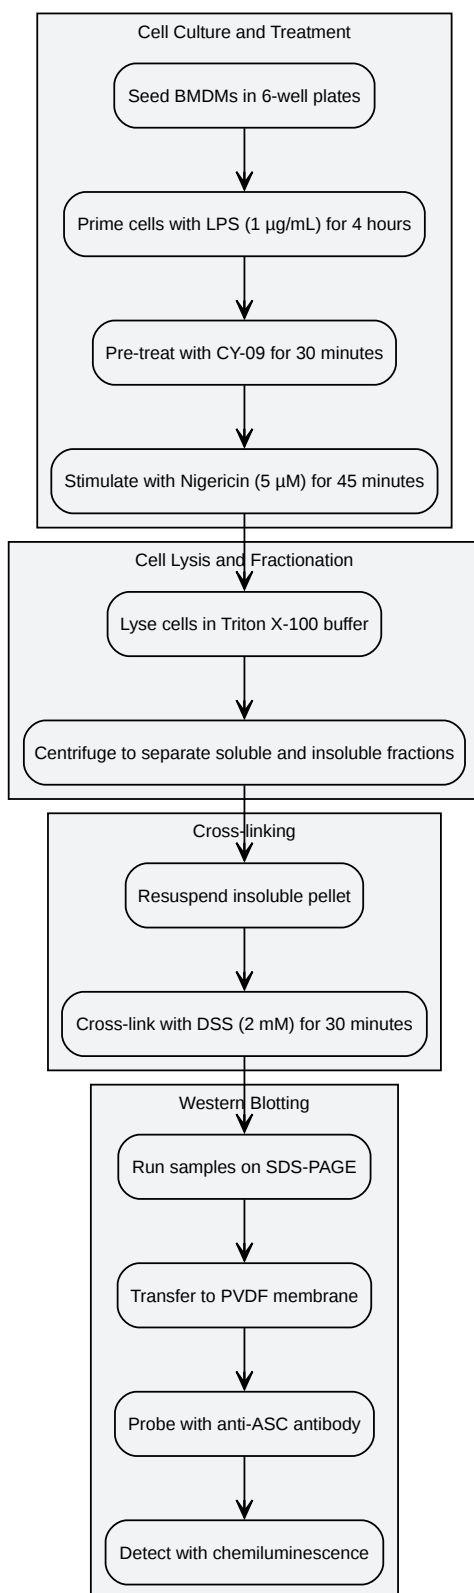 Cell Culture and Treatment
Seed BMDMs in 6-well plates
Prime cells with LPS (1 µg/mL) for 4 hours
Pre-treat with CY-09 for 30 minutes
Stimulate with Nigericin (5 µM) for 45 minutes
Cell Lysis and Fractionation
Lyse cells in Triton X-100 buffer
Centrifuge to separate soluble and insoluble fractions
Cross-linking
Resuspend insoluble pellet
Cross-link with DSS (2 mM) for 30 minutes
Western Blotting
Run samples on SDS-PAGE
Transfer to PVDF membrane
Probe with anti-ASC antibody
Detect with chemiluminescence